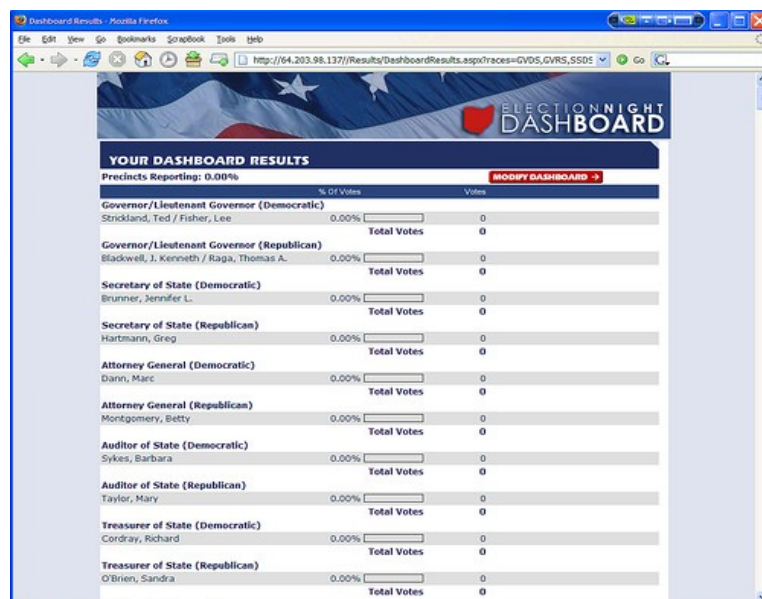 Dashboard Results - Mozilla Firefox
File Edit View Go Bookmarks ScrapBook Tools Help
http://64.203.98.137//Results/DashboardResults.aspx?races=GVDS,GVRS,SSDS Go
ELECTIONNIGHT
DASHBOARD
YOUR DASHBOARD RESULTS
Precincts Reporting: 0.00% MODIFY DASHBOARD
% Of Votes Votes
Governor/Lieutenant Governor (Democratic)
Strickland, Ted / Fisher, Lee 0.00% 0
Total Votes 0
Governor/Lieutenant Governor (Republican)
Blackwell, J. Kenneth / Raga, Thomas A. 0.00% 0
Total Votes 0
Secretary of State (Democratic)
Brunner, Jennifer L. 0.00% 0
Total Votes 0
Secretary of State (Republican)
Hartmann, Greg 0.00% 0
Total Votes 0
Attorney General (Democratic)
Dann, Marc 0.00% 0
Total Votes 0
Attorney General (Republican)
Montgomery, Betty 0.00% 0
Total Votes 0
Auditor of State (Democratic)
Sykes, Barbara 0.00% 0
Total Votes 0
Auditor of State (Republican)
Taylor, Mary 0.00% 0
Total Votes 0
Treasurer of State (Democratic)
Cordray, Richard 0.00% 0
Total Votes 0
Treasurer of State (Republican)
O'Brien, Sandra 0.00% 0
Total Votes 0